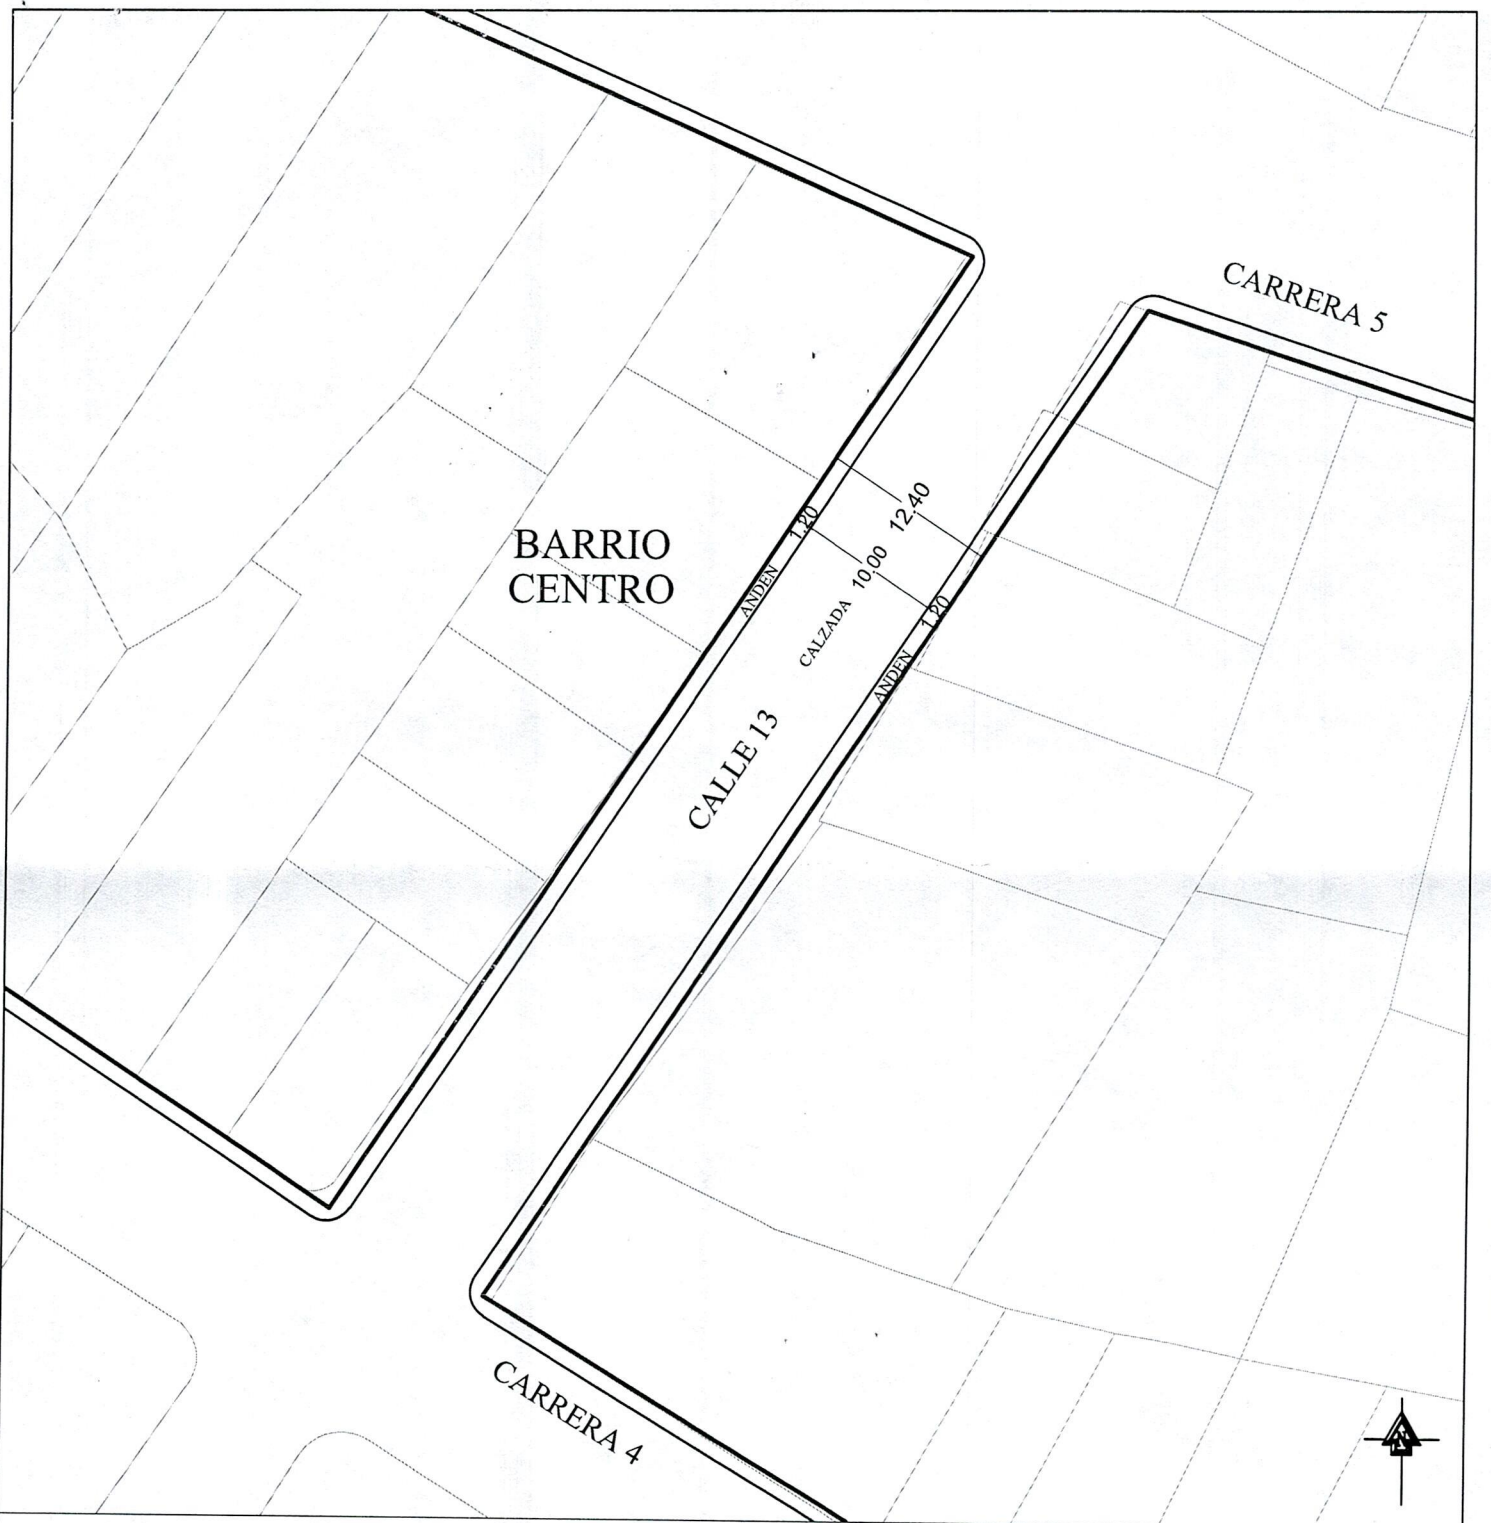 CARRERA 5
12.40
1.20
BARRIO
CENTRO
10.00
ANDEN
CALZADA
1.20
ANDEN
CALLE 13
CARRERA 4
N